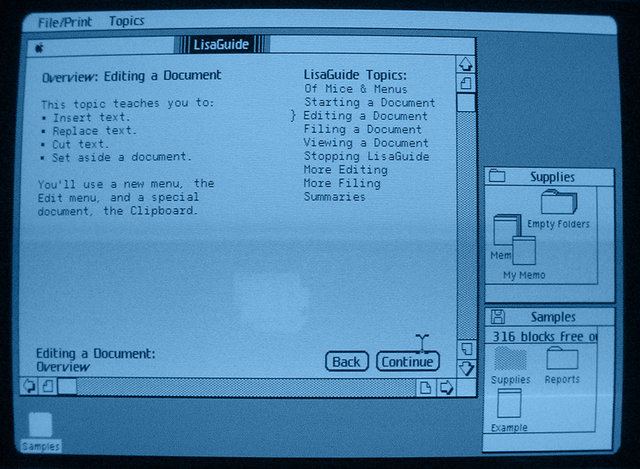 File/Print Topics
LisaGuide
Overview: Editing a Document
This topic teaches you to:
• Insert text.
• Replace text.
• Cut text.
• Set aside a document.
You'll use a new menu, the
Edit menu, and a special
document, the Clipboard.
LisaGuide Topics:
Of Mice & Menus
Starting a Document
} Editing a Document
Filing a Document
Viewing a Document
Stopping LisaGuide
More Editing
More Filing
Summaries
Editing a Document:
Overview
Back Continue
Supplies
Empty Folders
Mem
My Memo
Samples
316 blocks free o
Supplies Reports
Example
Samples